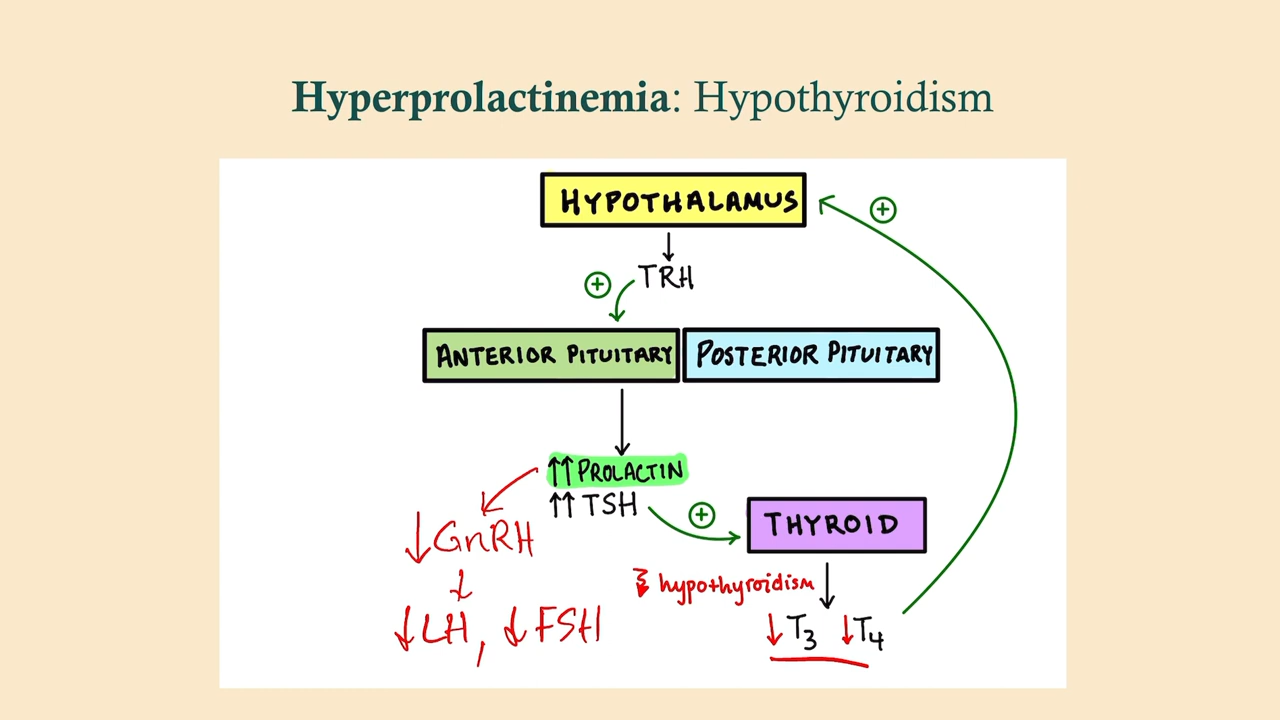 Hyperprolactinemia: Hypothyroidism
HYPOTHALAMUS
+
TRH
+
ANTERIOR PITUITARY
POSTERIOR PITUITARY
↑↑ PROLACTIN
↑↑ TSH
+
THYROID
↓ GnRH
↓
↓ LH, ↓ FSH
hypothyroidism
↓ T3 ↓ T4